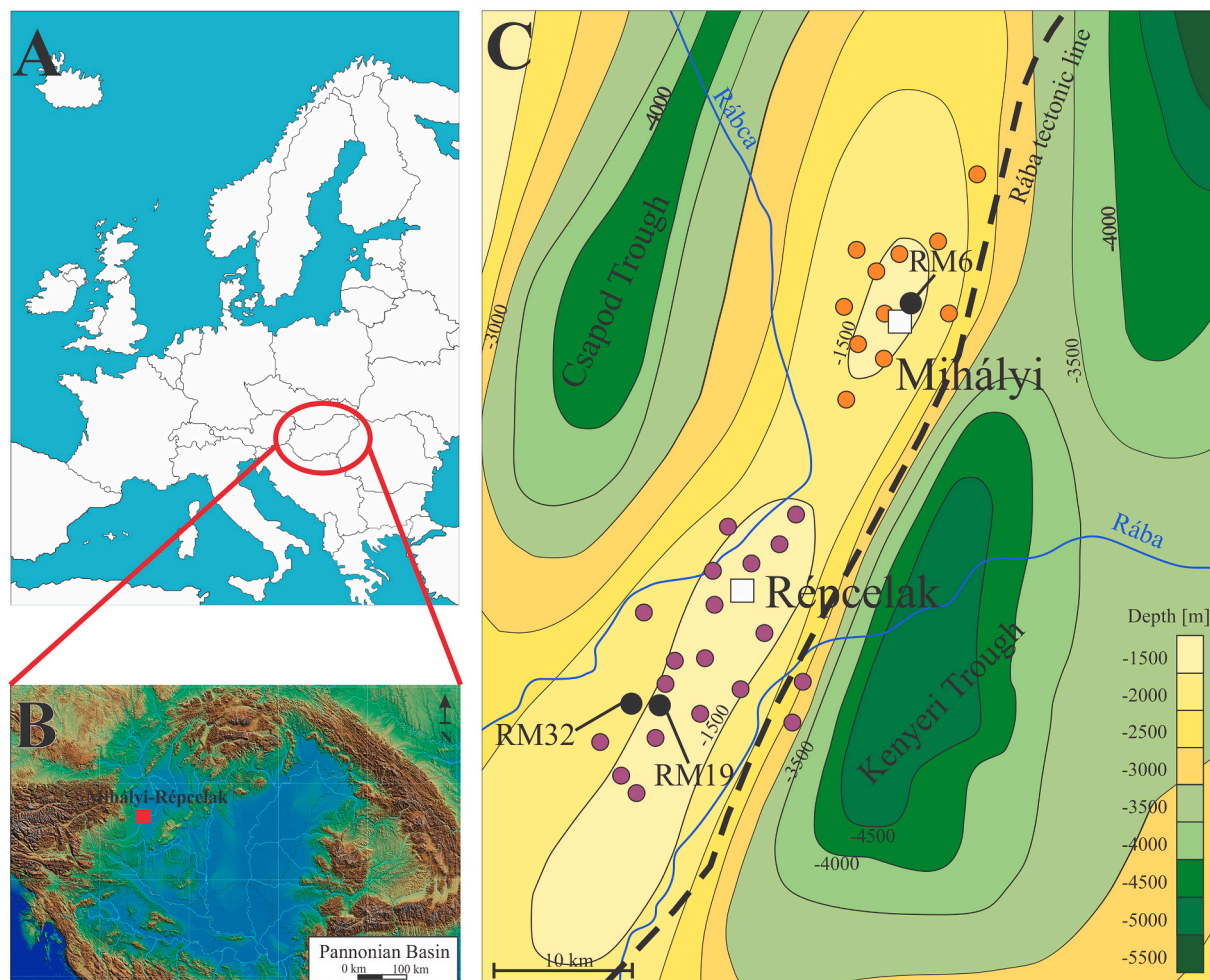 A
B
N
Mihályi-Répcelak
Pannonian Basin
0 km 100 km
C
-4000
Rábca
Rába tectonic line
-4000
Csapod Trough
-3000
RM6
-1500
Mihályi
-3500
Rába
Répcelak
Kenyeri Trough
RM32
RM19
-1500
-3500
-4500
-4000
10 km
Depth [m]
-1500
-2000
-2500
-3000
-3500
-4000
-4500
-5000
-5500